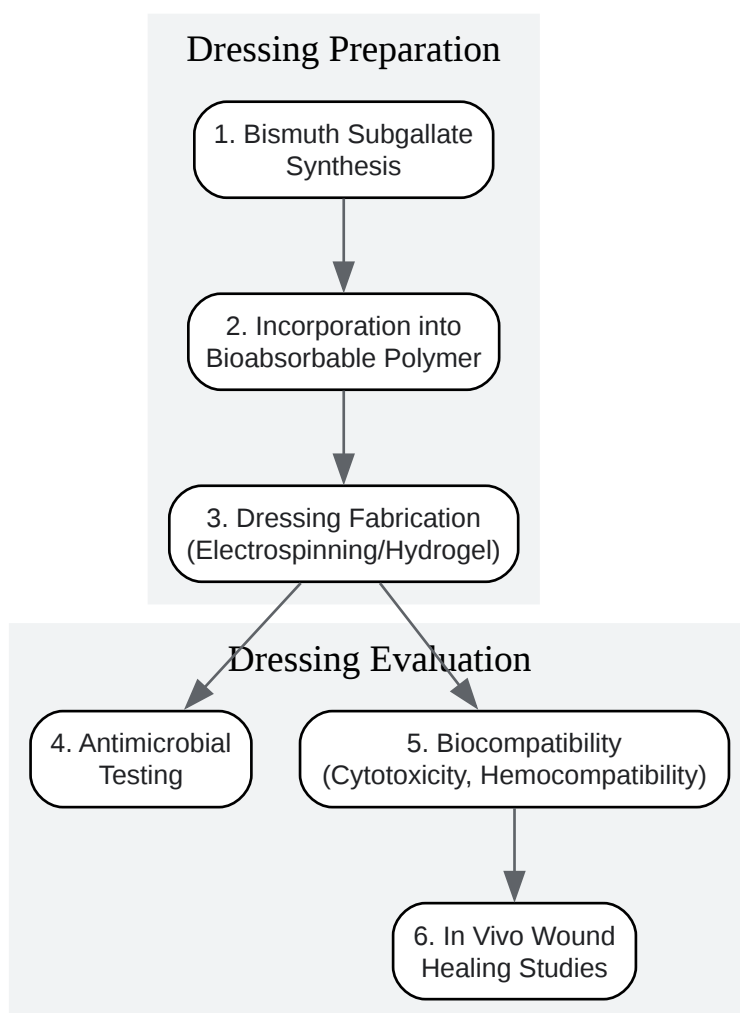 Dressing Preparation
1. Bismuth Subgallate
Synthesis
2. Incorporation into
Bioabsorbable Polymer
3. Dressing Fabrication
(Electrospinning/Hydrogel)
Dressing Evaluation
4. Antimicrobial
Testing
5. Biocompatibility
(Cytotoxicity, Hemocompatibility)
6. In Vivo Wound
Healing Studies